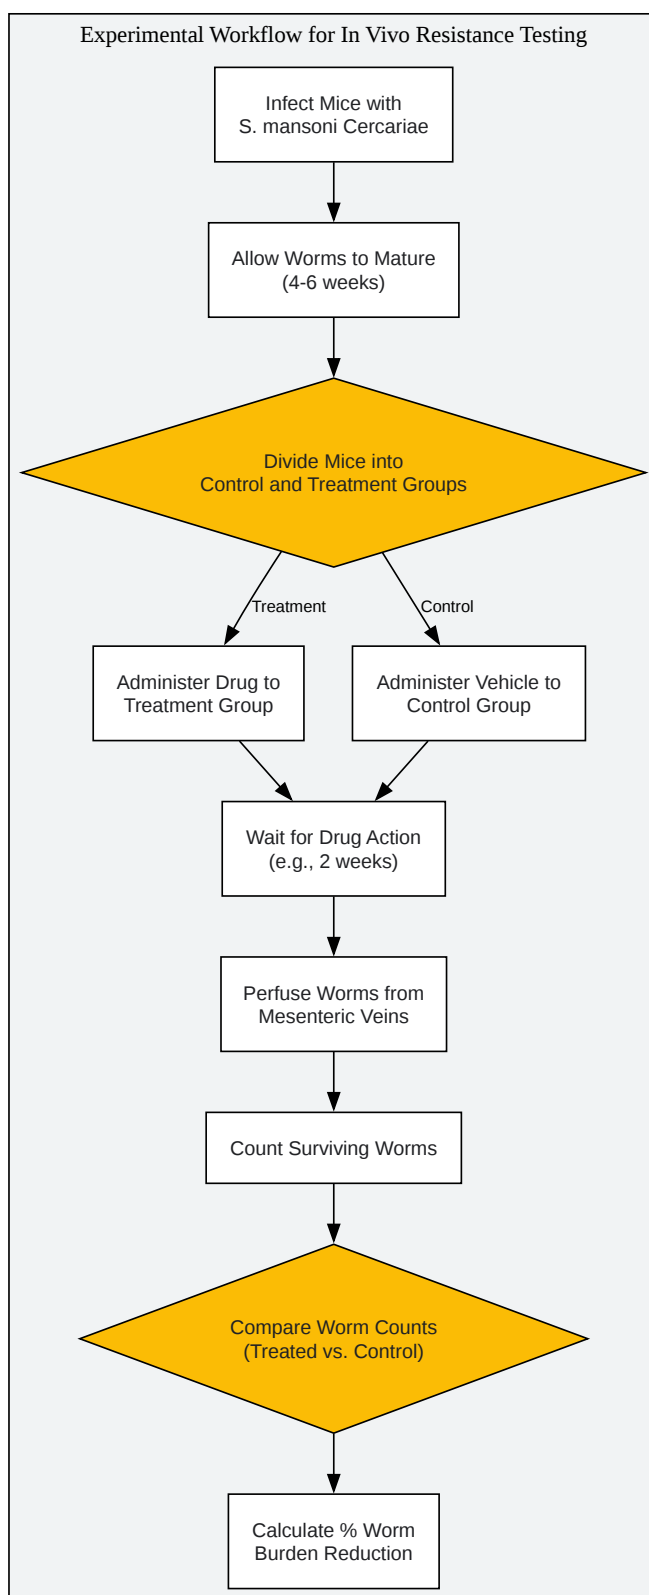 Experimental Workflow for In Vivo Resistance Testing
Infect Mice with
S. mansoni Cercariae
Allow Worms to Mature
(4-6 weeks)
Divide Mice into
Control and Treatment Groups
Treatment
Control
Administer Drug to
Treatment Group
Administer Vehicle to
Control Group
Wait for Drug Action
(e.g., 2 weeks)
Perfuse Worms from
Mesenteric Veins
Count Surviving Worms
Compare Worm Counts
(Treated vs. Control)
Calculate % Worm
Burden Reduction